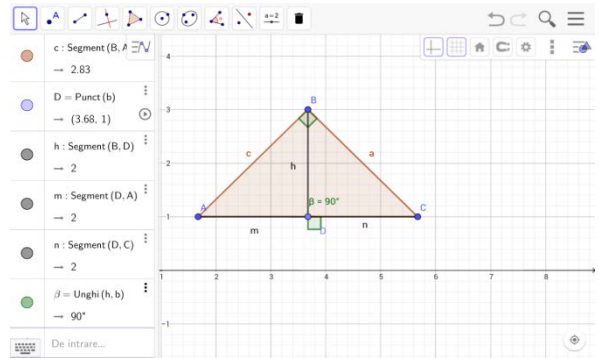 A
a=2
c : Segment (B, A
→ 2.83
D = Punct (b)
→ (3.68, 1)
h : Segment (B, D)
→ 2
m : Segment (D, A)
→ 2
n : Segment (D, C)
→ 2
β = Unghi (h, b)
→ 90°
De intrare...
4
3
2
1
−1
1 2 3 4 5 6 7 8
B
c
a
h
A
β = 90°
C
D
m
n